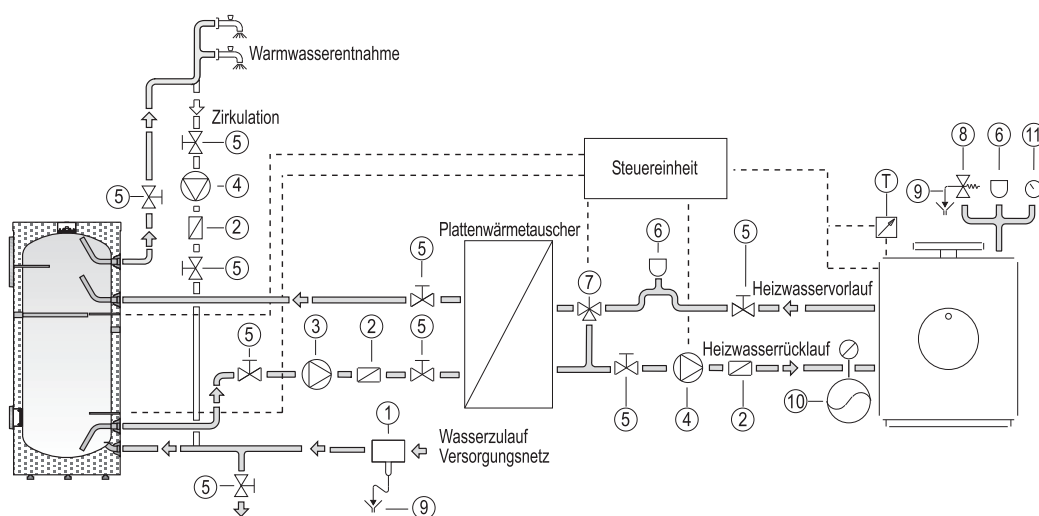 Warmwasserentnahme
Zirkulation
5
5
4
2
5
Steuereinheit
8
6
11
9
T
Plattenwärmetauscher
5
6
5
7
Heizwasservorlauf
5
3
2
5
Heizwasserrücklauf
5
4
2
10
1
Wasserzulauf
Versorgungsnetz
5
9